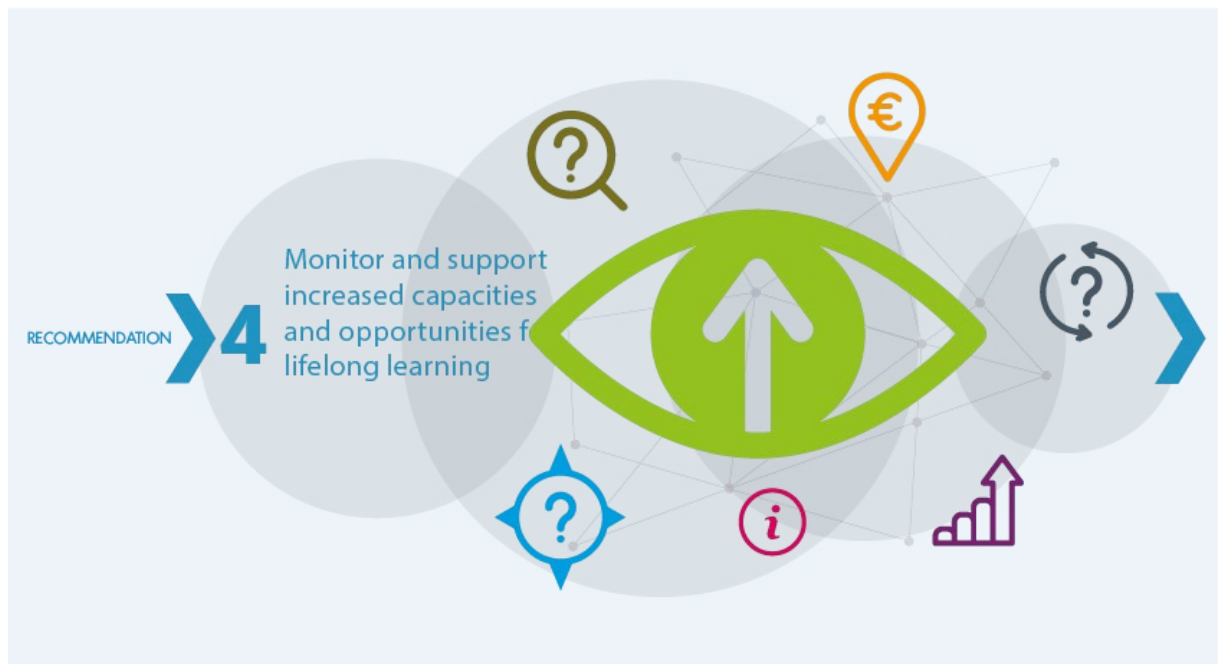 RECOMMENDATION
4
Monitor and support
increased capacities
and opportunities f
lifelong learning
?
€
?
?
i